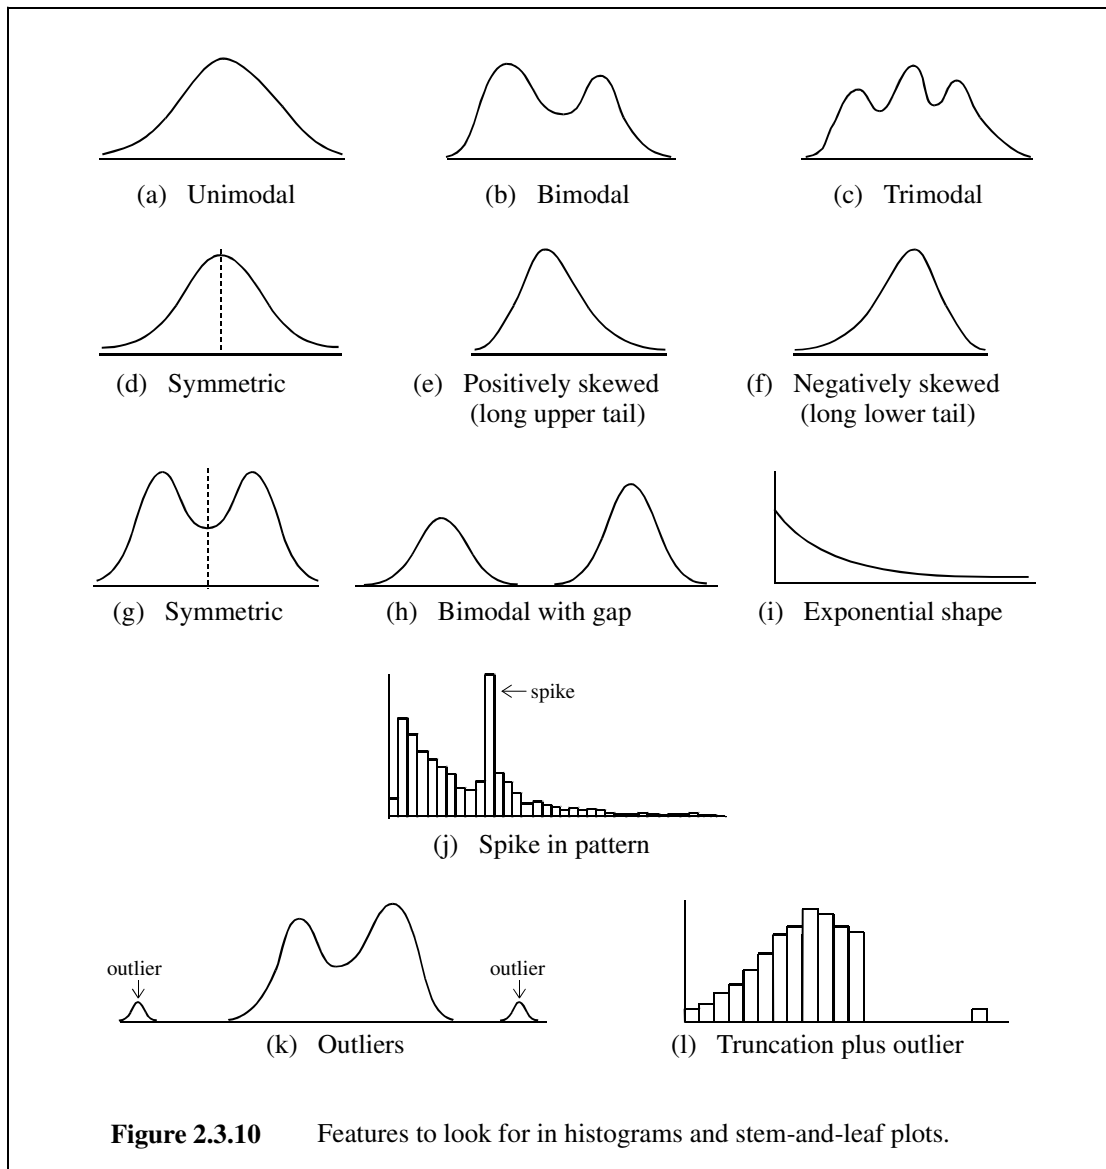 (a) Unimodal
(b) Bimodal
(c) Trimodal
(d) Symmetric
(e) Positively skewed
(long upper tail)
(f) Negatively skewed
(long lower tail)
(g) Symmetric
(h) Bimodal with gap
(i) Exponential shape
spike
(j) Spike in pattern
outlier
outlier
(k) Outliers
(l) Truncation plus outlier
Figure 2.3.10 Features to look for in histograms and stem-and-leaf plots.